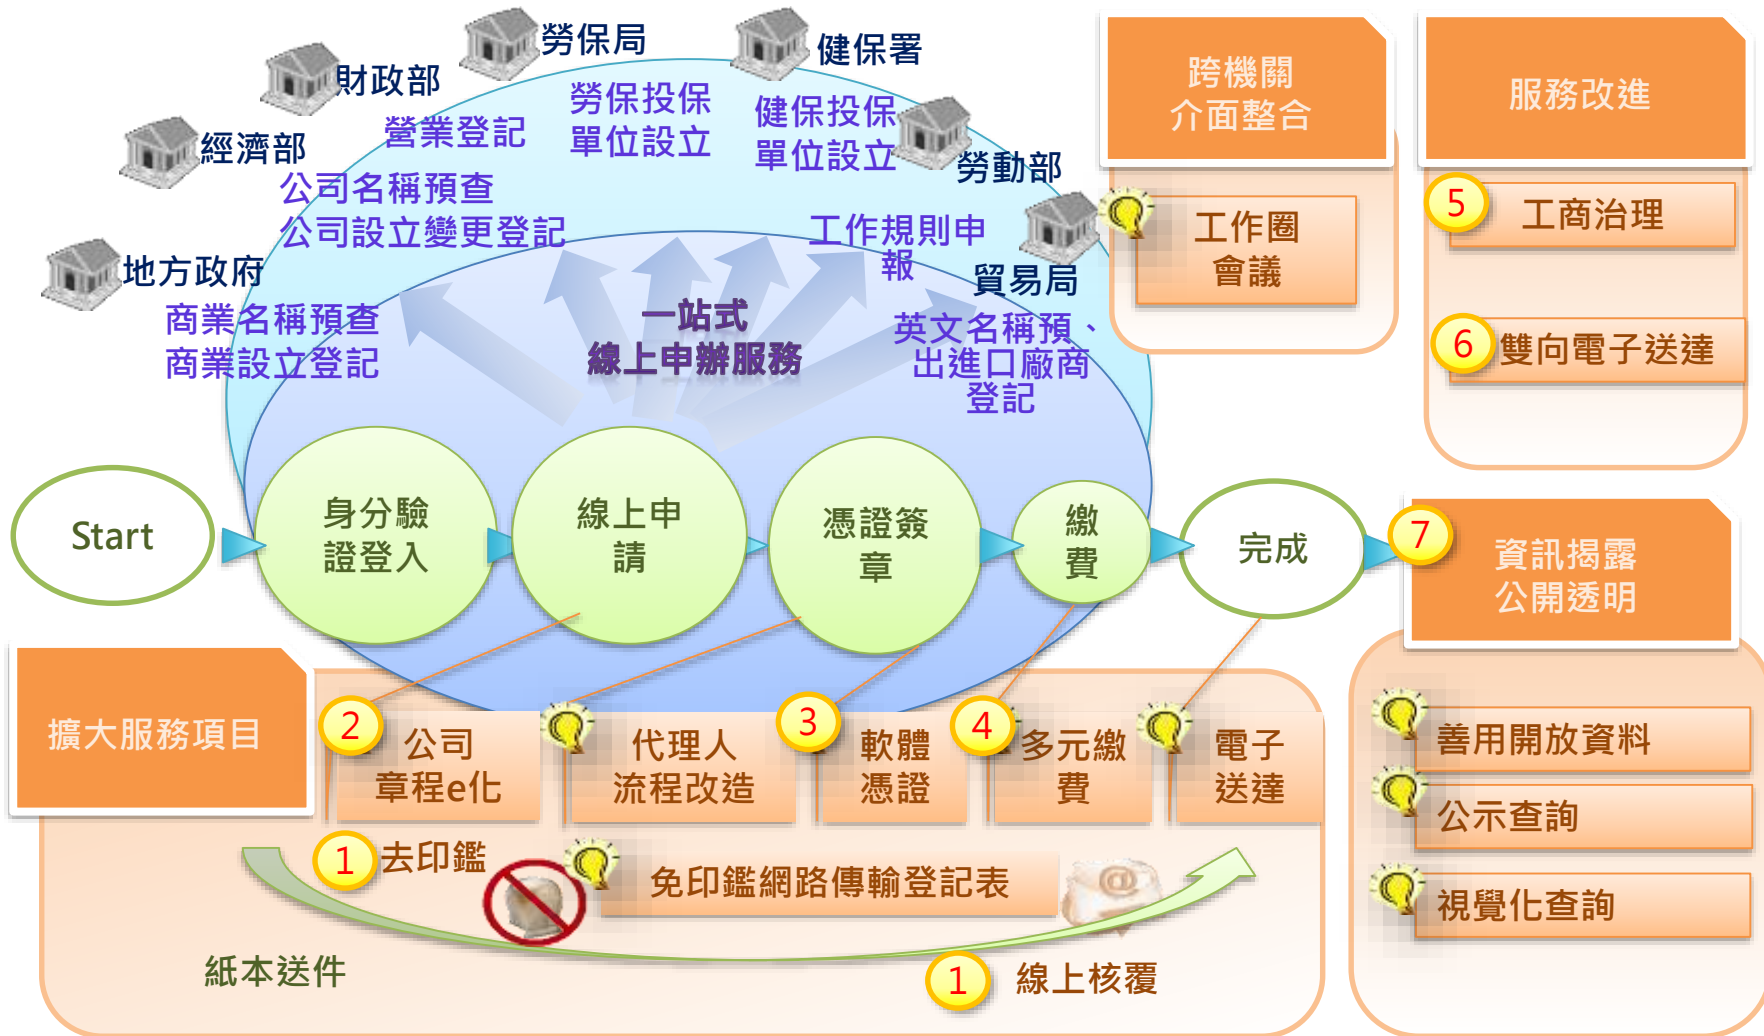 勞保局
健保署
財政部
經濟部
地方政府
勞動部
貿易局
勞保投保
單位設立
健保投保
單位設立
營業登記
公司名稱預查
公司設立變更登記
商業名稱預查
商業設立登記
工作規則申
報
英文名稱預、
出進口廠商
登記
一站式
線上申辦服務
跨機關
介面整合
工作圈
會議
服務改進
5
工商治理
6
雙向電子送達
Start
身分驗
證登入
線上申
請
憑證簽
章
繳
費
完成
7
資訊揭露
公開透明
善用開放資料
公示查詢
視覺化查詢
擴大服務項目
2
公司
章程e化
代理人
流程改造
3
軟體
憑證
4
多元繳
費
電子
送達
1
去印鑑
免印鑑網路傳輸登記表
@
紙本送件
1
線上核覆